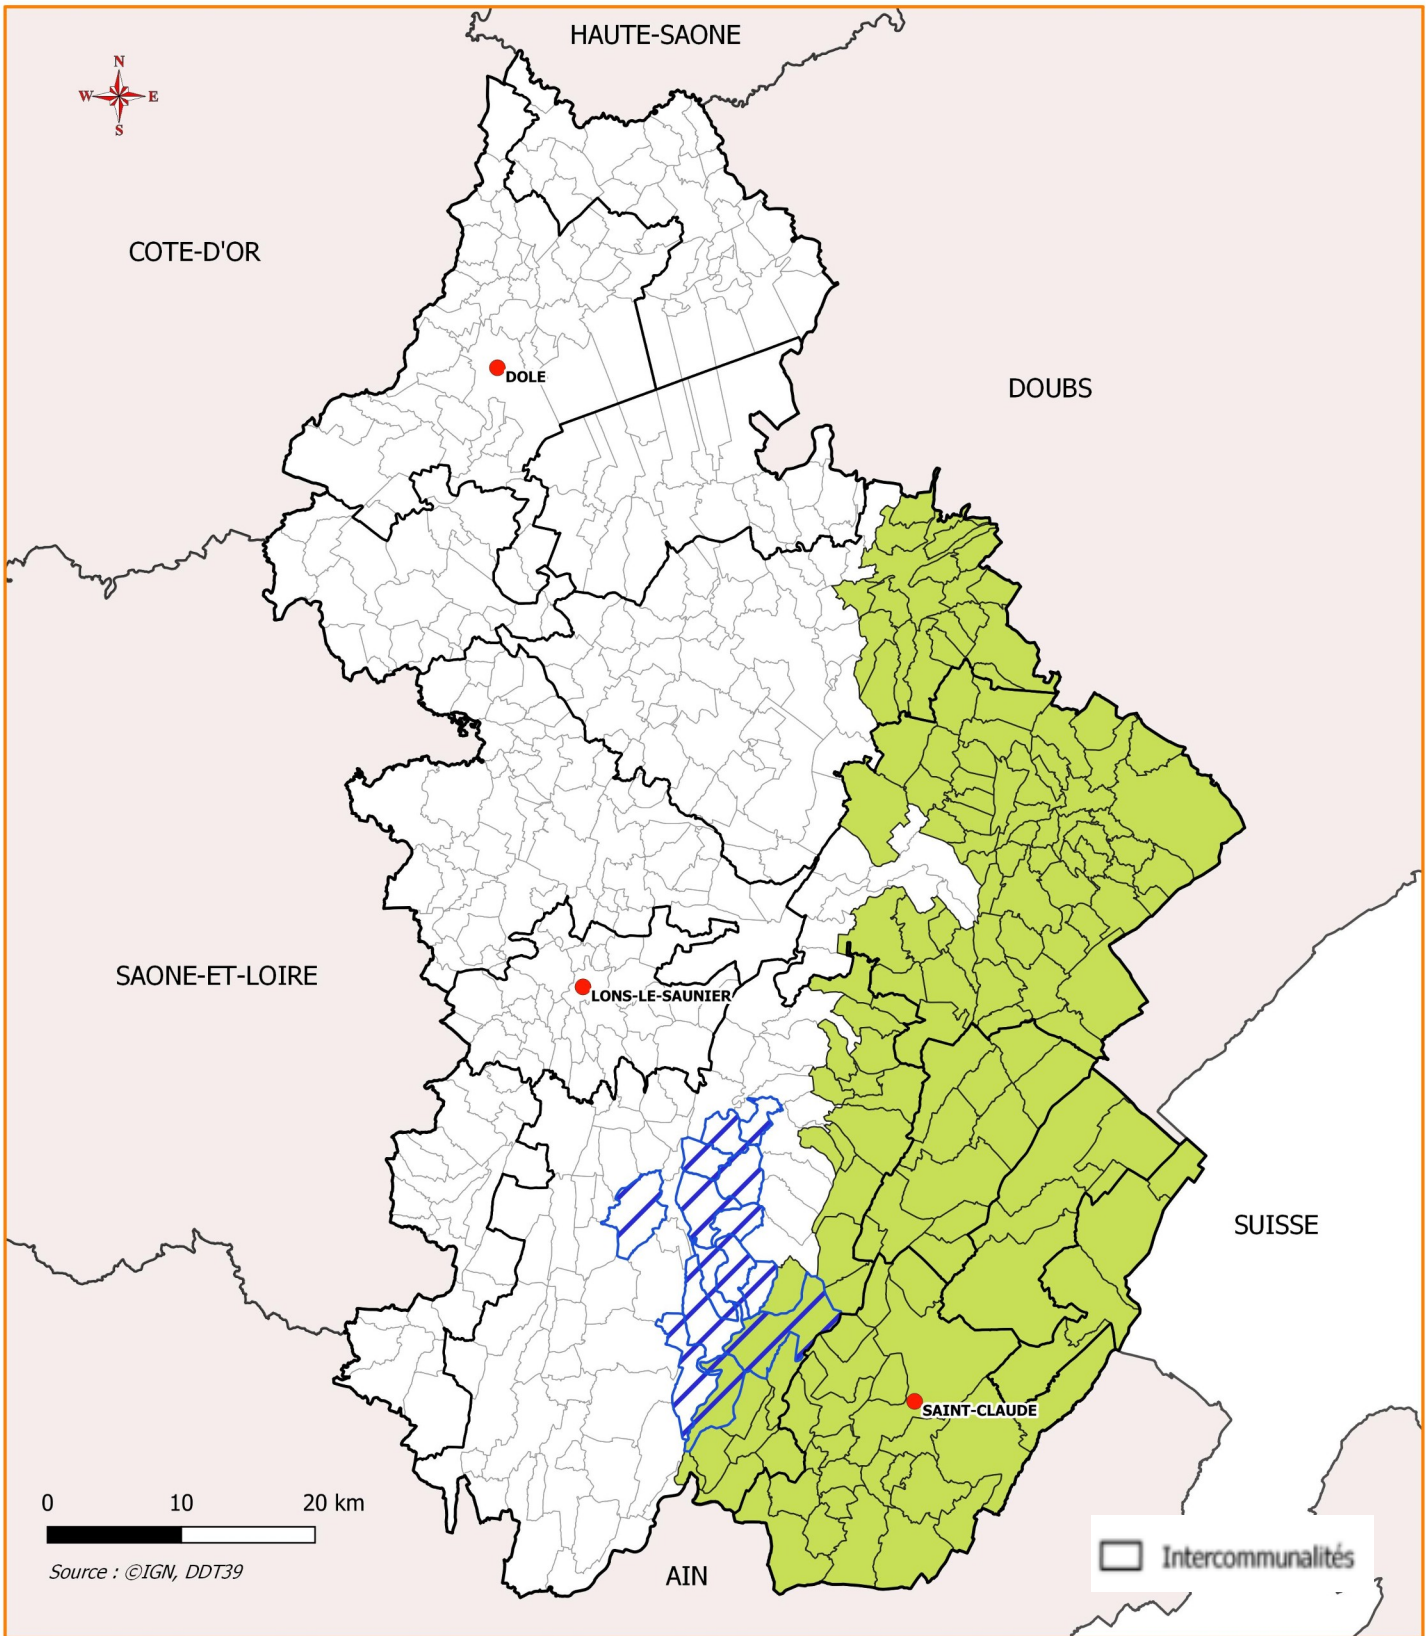 HAUTE-SAONE
N
W E
S
COTE-D'OR
DOLE
DOUBS
SAONE-ET-LOIRE
LONS-LE-SAUNIER
SUISSE
SAINT-CLAUDE
0 10 20 km
Source : ©IGN, DDT39
AIN
Intercommunalités